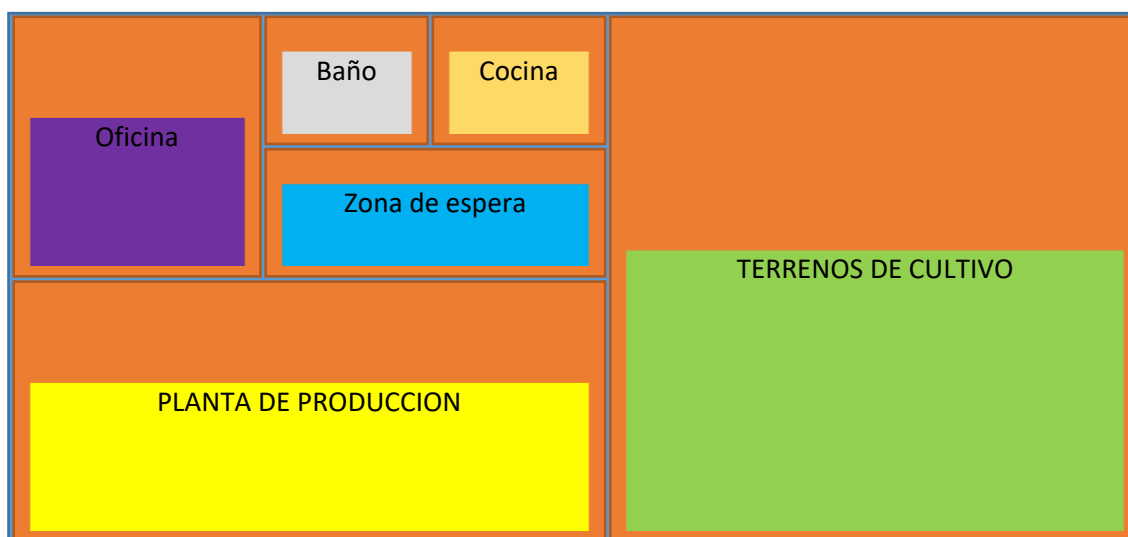 Baño
Cocina
Oficina
Zona de espera
TERRENOS DE CULTIVO
PLANTA DE PRODUCCION